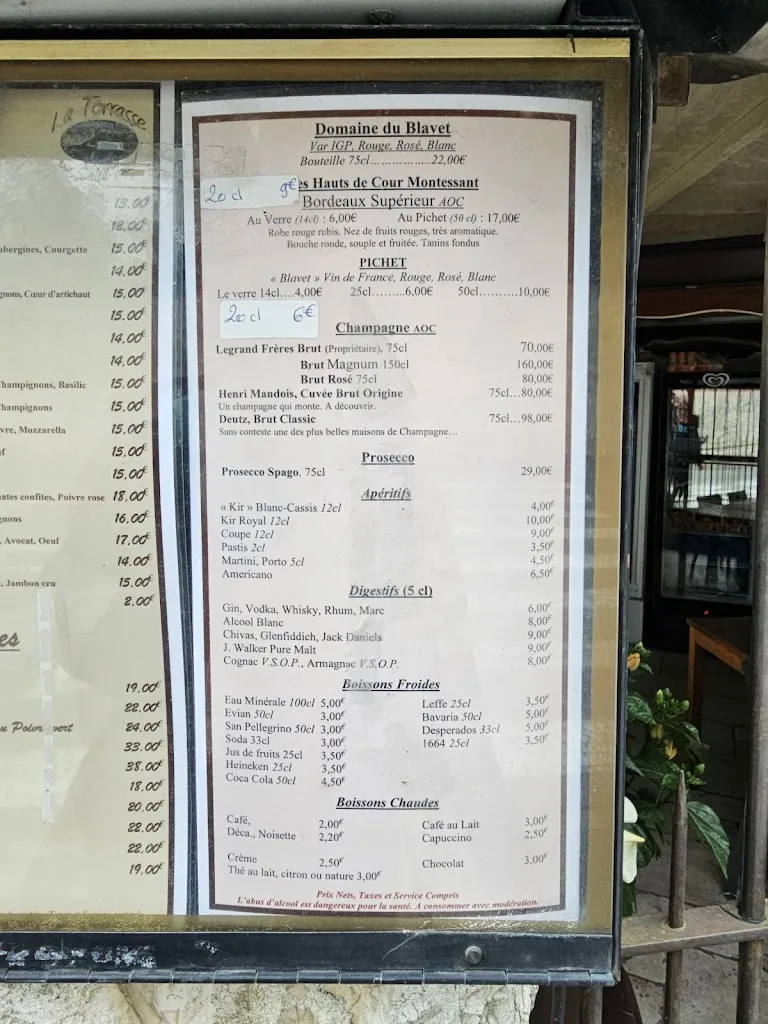 La Terrasse
13.00
12.00
bergines, Courgette 15.00€
14.00€
gnons, Cœur d'artichaut 15.00€
15.00€
14.00€
14.00€
hampignons, Basilic 15.00€
hampignons 15.00€
vre, Mozzarella 15.00€
15.00€
15.00€
ates confites, Poivre rose 18.00€
gnons 16.00€
, Avocat, Oeuf 17.00€
14.00€
, Jambon cru 15.00€
2.00€
es
19.00€
22.00€
Poivre vert 24.00€
33.00€
38.00€
18.00€
20.00€
22.00€
22.00€
19.00€
Domaine du Blavet
Var IGP, Rouge, Rosé, Blanc
Bouteille 75cl..................22,00€
20 cl 9€
es Hauts de Cour Montessant
Bordeaux Supérieur AOC
Au Verre (14cl) : 6,00€ Au Pichet (50 cl) : 17,00€
Robe rouge rubis. Nez de fruits rouges, très aromatique.
Bouche ronde, souple et fruitée. Tanins fondus
PICHET
« Blavet » Vin de France, Rouge, Rosé, Blanc
Le verre 14cl....4,00€ 25cl.........6,00€ 50cl..........10,00€
20 cl 6€
Champagne AOC
Legrand Frères Brut (Propriétaire), 75cl 70,00€
Brut Magnum 150cl 160,00€
Brut Rosé 75cl 80,00€
Henri Mandois, Cuvée Brut Origine 75cl...80,00€
Un champagne qui monte. A découvrir.
Deutz, Brut Classic 75cl...98,00€
Sans conteste une des plus belles maisons de Champagne…
Prosecco
Prosecco Spago, 75cl 29,00€
Apéritifs
« Kir » Blanc-Cassis 12cl 4,00€
Kir Royal 12cl 10,00€
Coupe 12cl 9,00€
Pastis 2cl 3,50€
Martini, Porto 5cl 4,50€
Americano 6,50€
Digestifs (5 cl)
Gin, Vodka, Whisky, Rhum, Marc 6,00€
Alcool Blanc 8,00€
Chivas, Glenfiddich, Jack Daniels 9,00€
J. Walker Pure Malt 9,00€
Cognac V.S.O.P., Armagnac V.S.O.P. 8,00€
Boissons Froides
Eau Minérale 100cl 5,00€ Leffe 25cl 3,50€
Evian 50cl 3,00€ Bavaria 50cl 5,00€
San Pellegrino 50cl 3,00€ Desperados 33cl 5,00€
Soda 33cl 3,00€ 1664 25cl 3,50€
Jus de fruits 25cl 3,50€
Heineken 25cl 3,50€
Coca Cola 50cl 4,50€
Boissons Chaudes
Café, 2,00€ Café au Lait 3,00€
Déca., Noisette 2,20€ Capuccino 2,50€
Crème 2,50€ Chocolat 3,00€
Thé au lait, citron ou nature 3,00€
Prix Nets, Taxes et Service Compris
L'abus d'alcool est dangereux pour la santé. A consommer avec modération.